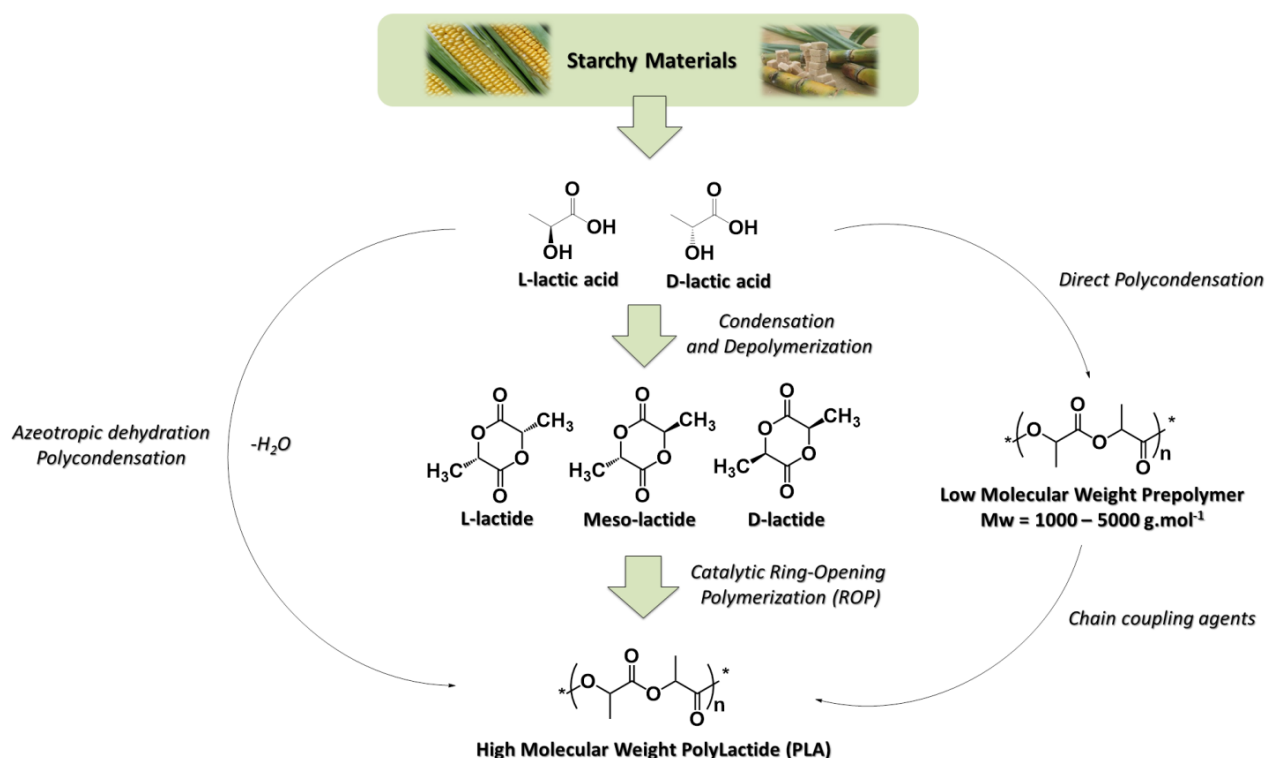 Starchy Materials
O
OH
OH
L-lactic acid
O
OH
OH
D-lactic acid
Direct Polycondensation
Condensation
and Depolymerization
Azeotropic dehydration
Polycondensation
-H₂O
O
CH₃
O
O
H₃C
O
L-lactide
O
CH₃
O
O
H₃C
O
Meso-lactide
O
CH₃
O
O
H₃C
O
D-lactide
*
O
O
O
O
n
*
Low Molecular Weight Prepolymer
Mw = 1000 – 5000 g.mol⁻¹
Catalytic Ring-Opening
Polymerization (ROP)
Chain coupling agents
*
O
O
O
O
n
*
High Molecular Weight PolyLactide (PLA)